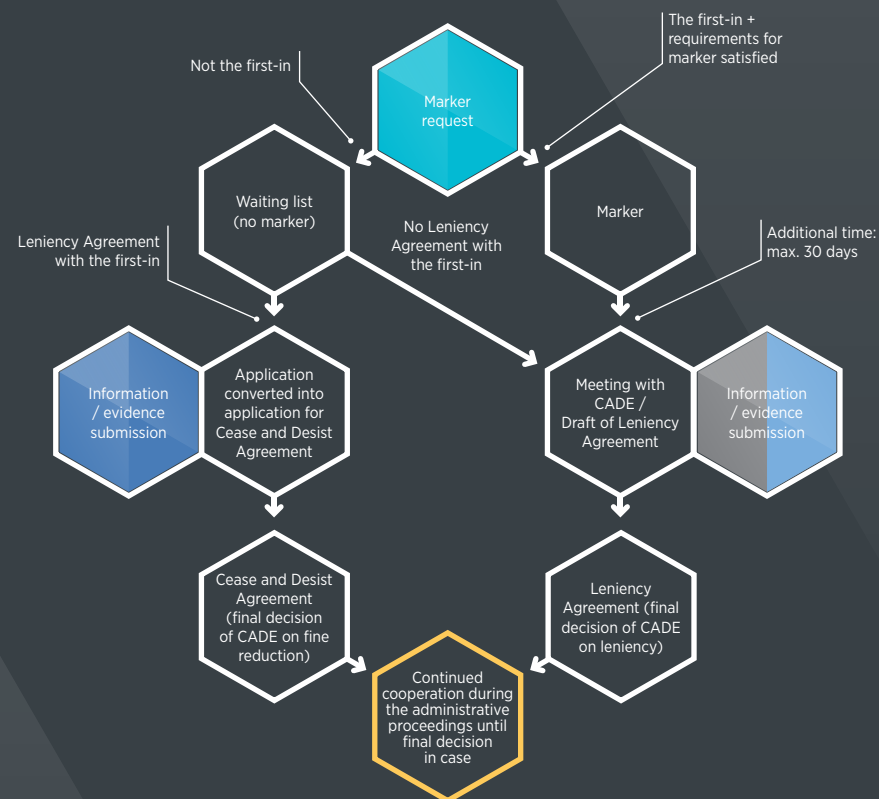 The first-in +
requirements for
marker satisfied
Not the first-in
Marker
request
Waiting list
(no marker)
No Leniency
Agreement with
the first-in
Marker
Leniency Agreement
with the first-in
Additional time:
max. 30 days
Information
/ evidence
submission
Application
converted into
application for
Cease and Desist
Agreement
Meeting with
CADE /
Draft of Leniency
Agreement
Information
/ evidence
submission
Cease and Desist
Agreement
(final decision
of CADE on fine
reduction)
Leniency
Agreement (final
decision of CADE
on leniency)
Continued
cooperation during
the administrative
proceedings until
final decision
in case